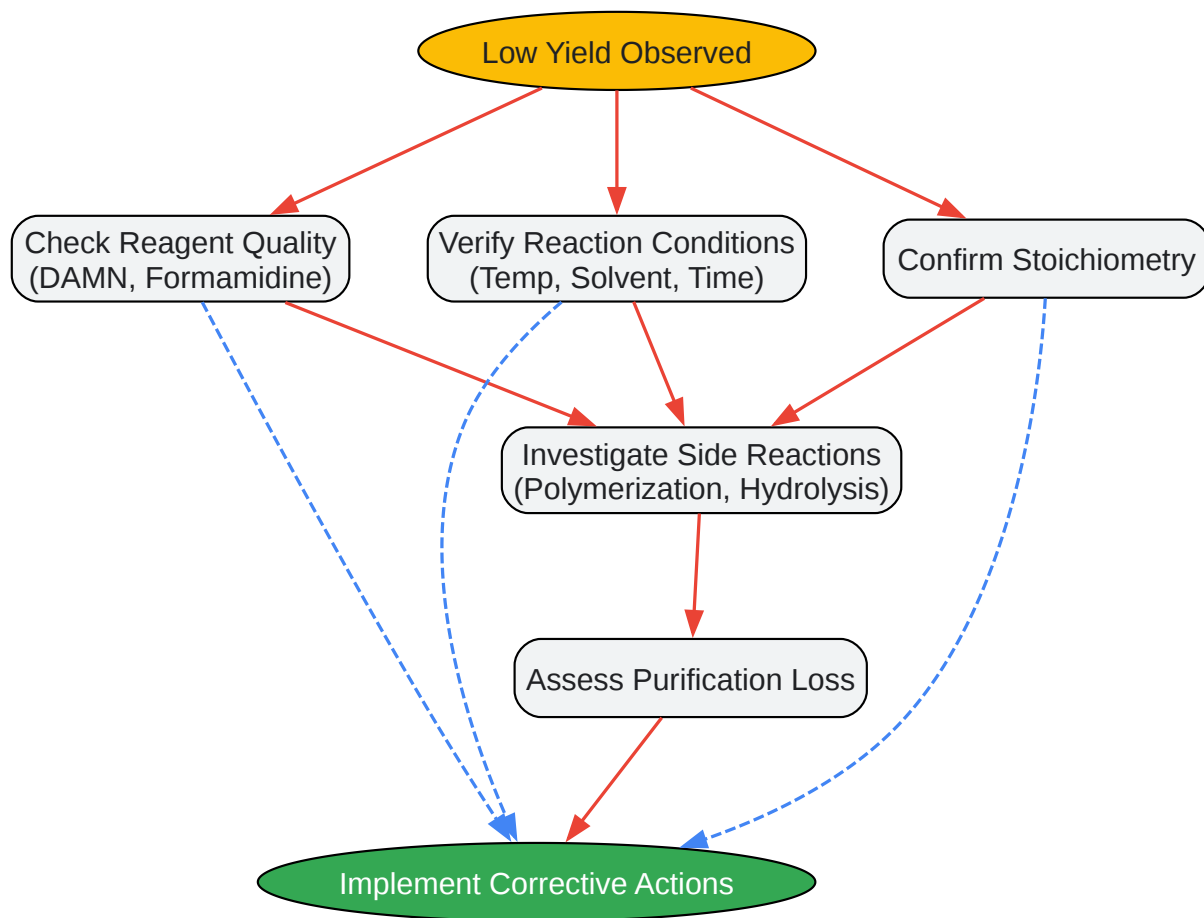 Low Yield Observed
Check Reagent Quality
(DAMN, Formamidine)
Verify Reaction Conditions
(Temp, Solvent, Time)
Confirm Stoichiometry
Investigate Side Reactions
(Polymerization, Hydrolysis)
Assess Purification Loss
Implement Corrective Actions